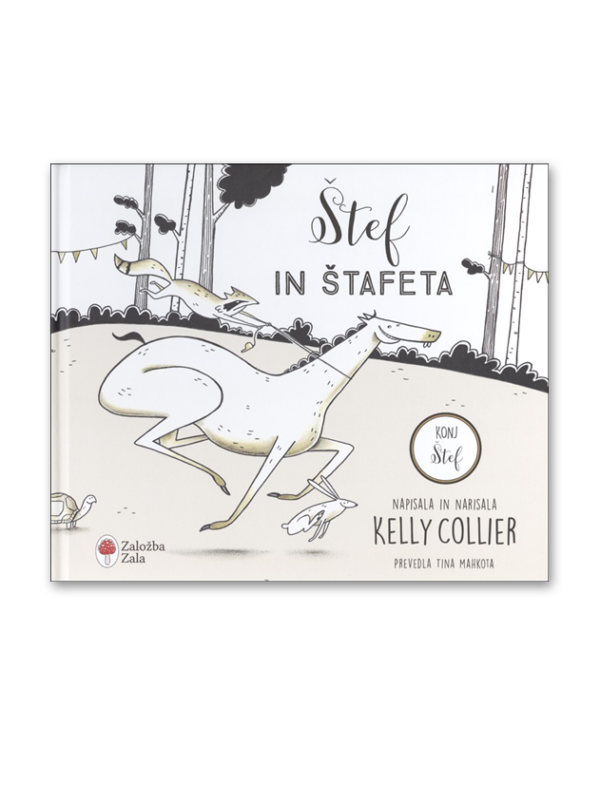 Štef
IN ŠTAFETA
KONJ
Štef
NAPISALA IN NARISALA
KELLY COLLIER
PREVEDLA TINA MAHKOTA
Založba
Zala